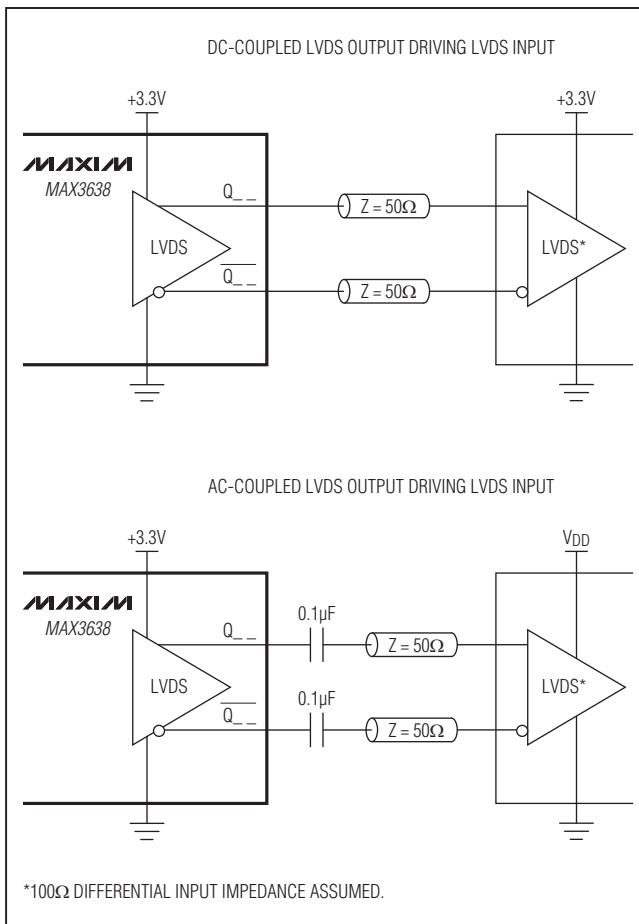 DC-COUPLED LVDS OUTPUT DRIVING LVDS INPUT
+3.3V
+3.3V
MAXIM
MAX3638
Q_ _
Z = 50Ω
LVDS
LVDS*
Q_ _
Z = 50Ω
AC-COUPLED LVDS OUTPUT DRIVING LVDS INPUT
+3.3V
VDD
MAXIM
MAX3638
0.1µF
Q_ _
Z = 50Ω
LVDS
LVDS*
0.1µF
Q_ _
Z = 50Ω
*100Ω DIFFERENTIAL INPUT IMPEDANCE ASSUMED.